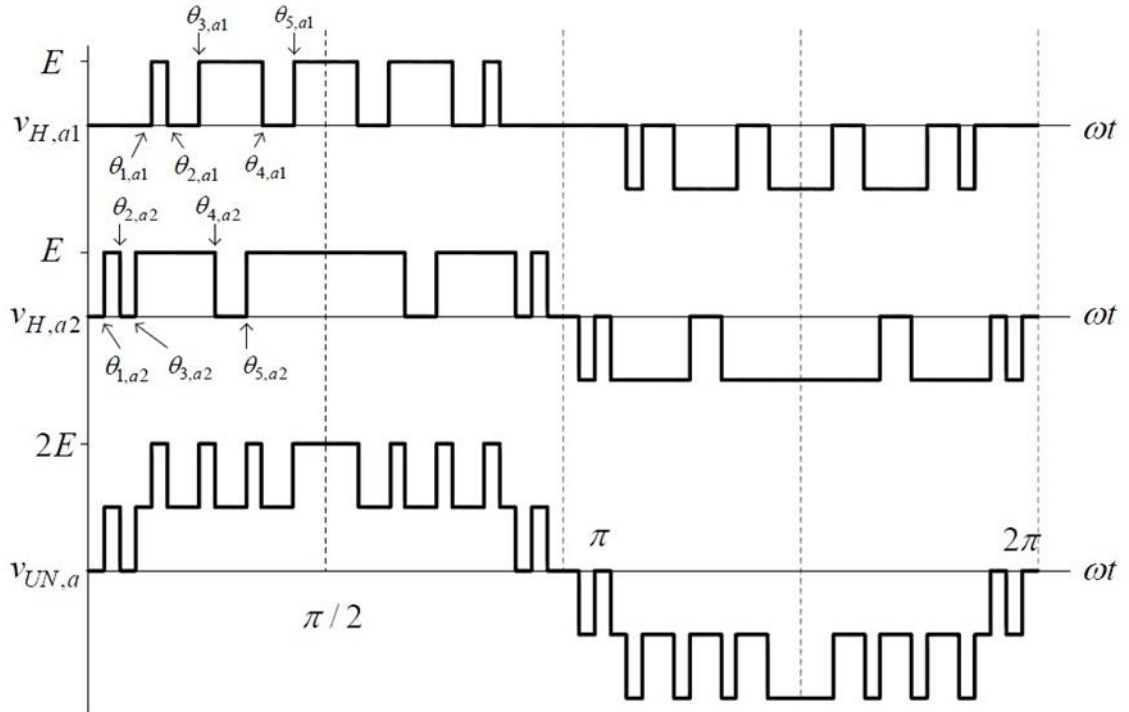 θ3,a1 θ5,a1
E
vH,a1 ωt
θ1,a1 θ2,a1 θ4,a1
θ2,a2 θ4,a2
E
vH,a2 ωt
θ1,a2 θ3,a2 θ5,a2
2E
π 2π
vUN,a ωt
π / 2